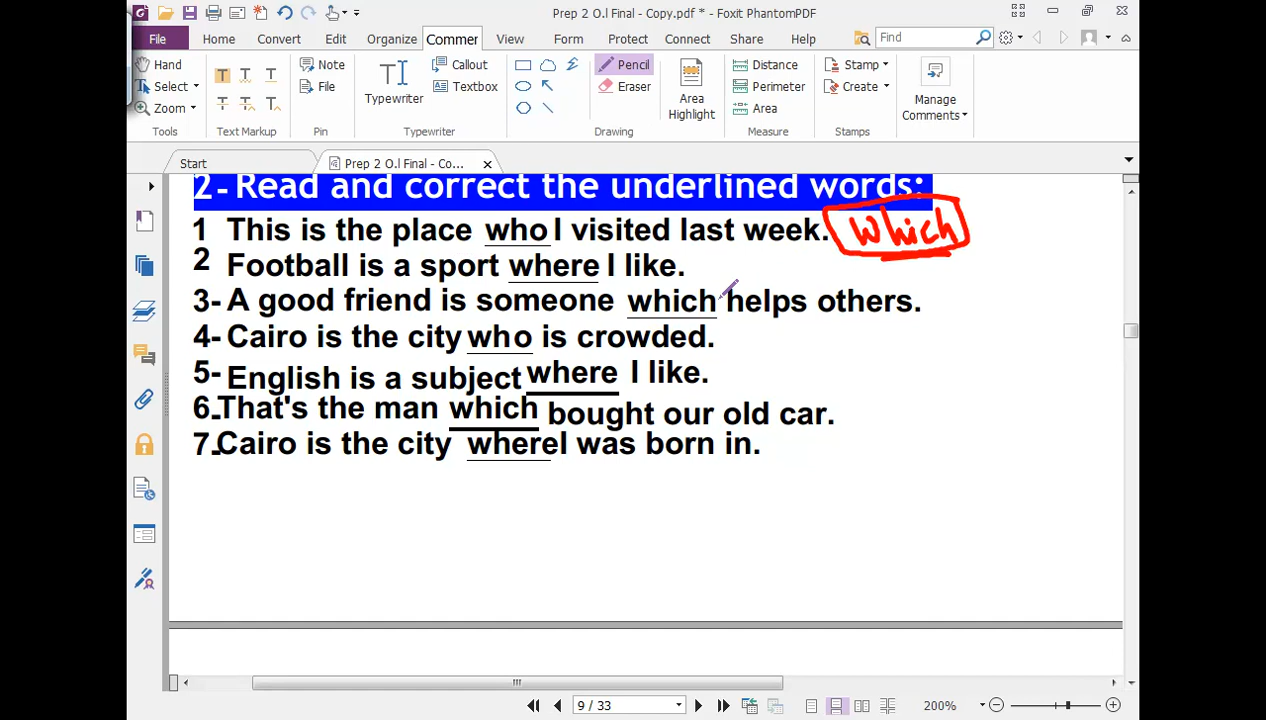 Prep 2 O.l Final - Copy.pdf * - Foxit PhantomPDF
File Home Convert Edit Organize Commer View Form Protect Connect Share Help Find
Hand
Select
Zoom
Tools
T T T
T T T
Text Markup
Note
File
Pin
Typewriter
Callout
Textbox
Typewriter
Pencil
Eraser
Area
Highlight
Drawing
Distance
Perimeter
Area
Measure
Stamp
Create
Stamps
Manage
Comments
Start Prep 2 O.l Final - Co...
2- Read and correct the underlined words:
1 This is the place who I visited last week. which
2 Football is a sport where I like.
3- A good friend is someone which helps others.
4- Cairo is the city who is crowded.
5- English is a subject where I like.
6. That's the man which bought our old car.
7. Cairo is the city where I was born in.
9 / 33 200%